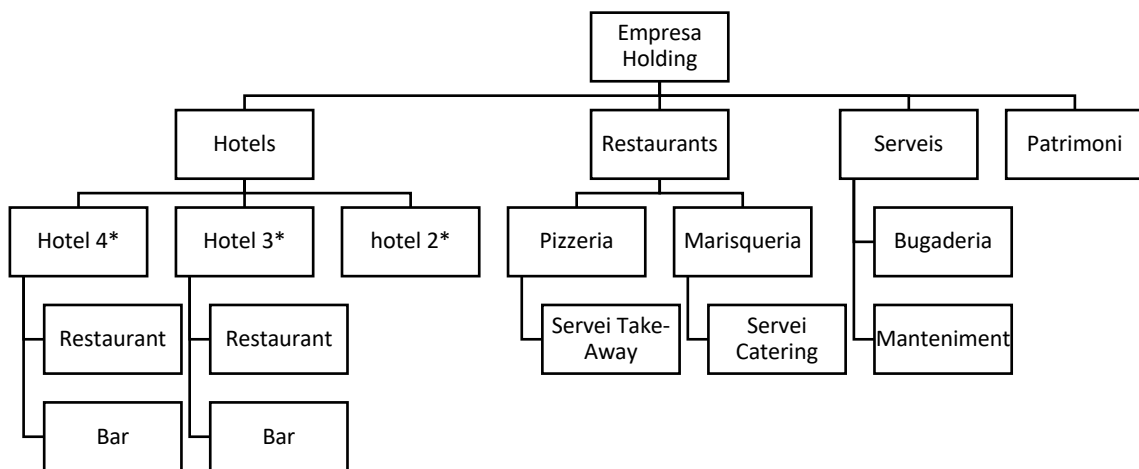 Empresa
Holding
Hotels
Restaurants
Serveis
Patrimoni
Hotel 4*
Hotel 3*
hotel 2*
Pizzeria
Marisqueria
Bugaderia
Restaurant
Restaurant
Servei Take-
Away
Servei
Catering
Manteniment
Bar
Bar